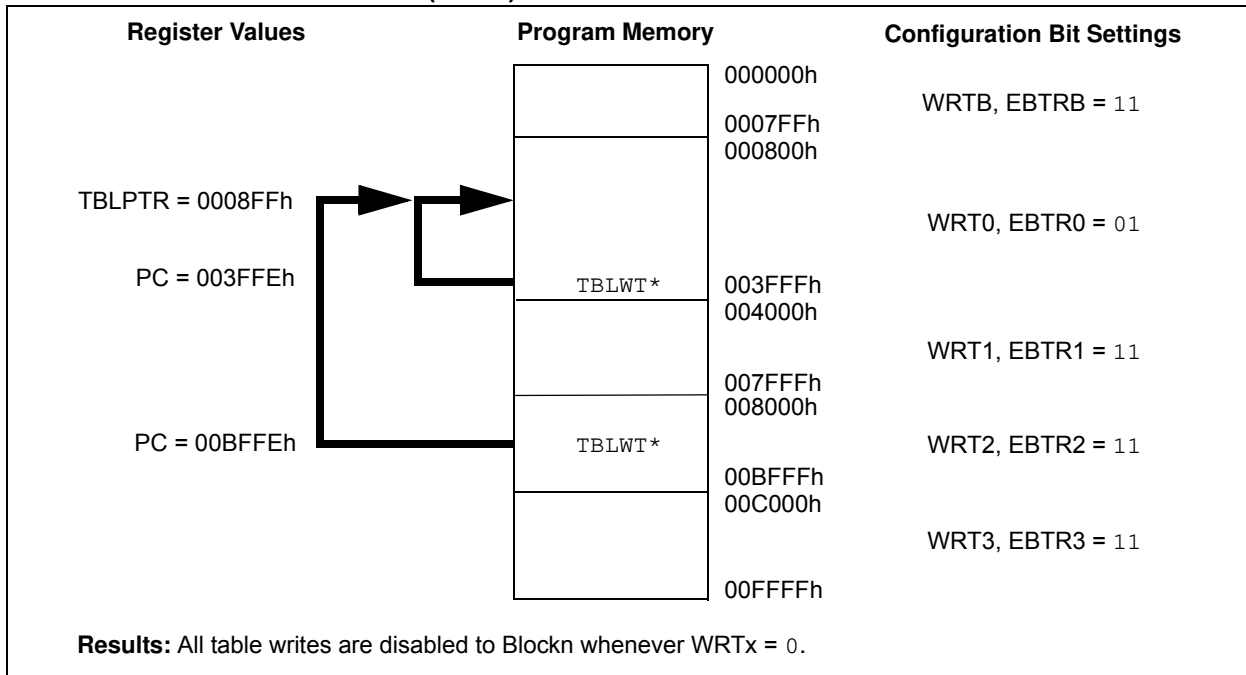 Register Values Program Memory Configuration Bit Settings
000000h
WRTB, EBTRB = 11
0007FFh
000800h
TBLPTR = 0008FFh
WRT0, EBTR0 = 01
PC = 003FFEh TBLWT* 003FFFh
004000h
WRT1, EBTR1 = 11
007FFFh
008000h
PC = 00BFFEh TBLWT* WRT2, EBTR2 = 11
00BFFFh
00C000h
WRT3, EBTR3 = 11
00FFFFh
Results: All table writes are disabled to Blockn whenever WRTx = 0.